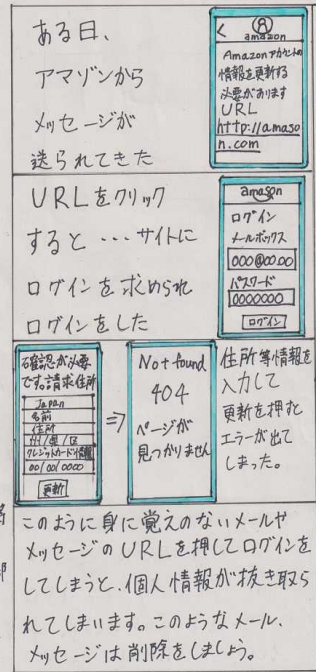 ある日、
アマゾンから
メッセージが
送られてきた
amazon
Amazonアカウントの
情報を更新する
必要があります
URL
http://amaso
n.com
URLをクリック
すると…サイトに
ログインを求められ
ログインをした
amason
ログイン
メールボックス
000@00.00
パスワード
0000000
ログイン
確認が必要
です。請求住所
Japan
名前
住所
州/県/区
クレジットカード情報
00/00/0000
更新
⇒
Not found
404
ページが
見つかりません
住所等情報を
入力して
更新を押すと
エラーが出て
しまった。
このように身に覚えのないメールや
メッセージのURLを押してログインを
してしまうと、個人情報が抜き取ら
れてしまいます。このようなメール、
メッセージは削除をしましょう。